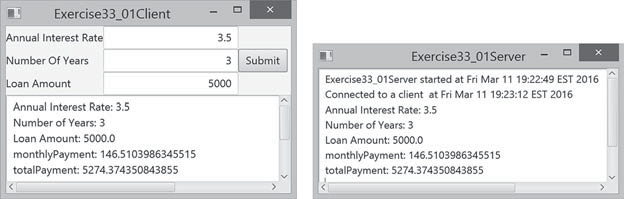 Exercise33_01Client
Annual Interest Rate 3.5
Number Of Years 3 Submit
Loan Amount 5000
Annual Interest Rate: 3.5
Number of Years: 3
Loan Amount: 5000.0
monthlyPayment: 146.5103986345515
totalPayment: 5274.374350843855
Exercise33_01Server
Exercise33_01Server started at Fri Mar 11 19:22:49 EST 2016
Connected to a client at Fri Mar 11 19:23:12 EST 2016
Annual Interest Rate: 3.5
Number of Years: 3
Loan Amount: 5000.0
monthlyPayment: 146.5103986345515
totalPayment: 5274.374350843855